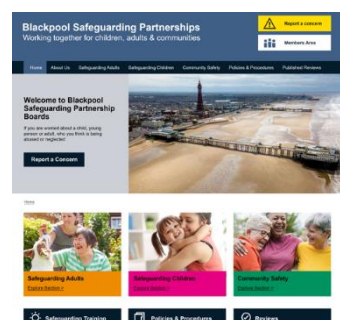 Blackpool Safeguarding Partnerships
Working together for children, adults & communities
Report a concern
Members Area
Home About Us Safeguarding Adults Safeguarding Children Community Safety Policies & Procedures Published Reviews
Welcome to Blackpool
Safeguarding Partnership
Boards
If you are worried about a child, young
person or adult, who you think is being
abused or neglected
Report a Concern
Home
Safeguarding Adults
Explore Section >
Safeguarding Children
Explore Section >
Community Safety
Explore Section >
Safeguarding Training
Policies & Procedures
Reviews